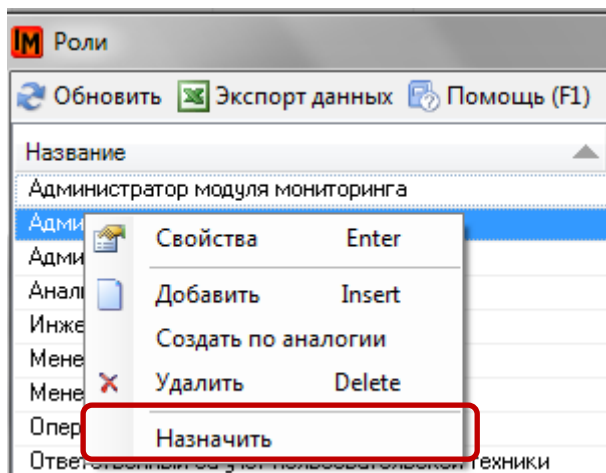 IM Роли
Обновить Экспорт данных Помощь (F1)
Название
Администратор модуля мониторинга
Адми
Свойства Enter
Адми
Добавить Insert
Инже
Создать по аналогии
Мене
Удалить Delete
Мене
Опер
Назначить
техники